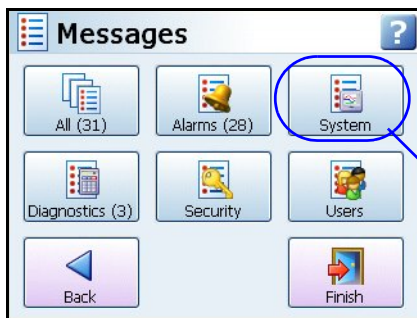 Messages ?
All (31) Alarms (28) System
Diagnostics (3) Security Users
Back Finish